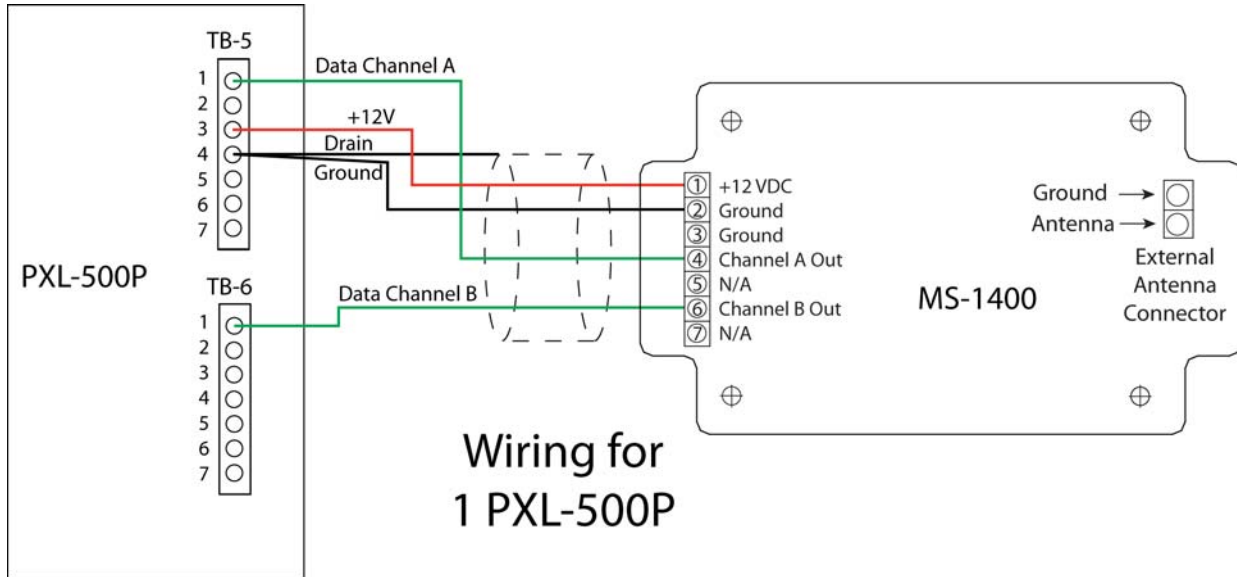 TB-5
1
2
3
4
5
6
7
Data Channel A
+12V
Drain
Ground
PXL-500P
TB-6
1
2
3
4
5
6
7
Data Channel B
① +12 VDC
② Ground
③ Ground
④ Channel A Out
⑤ N/A
⑥ Channel B Out
⑦ N/A
MS-1400
Ground
Antenna
External
Antenna
Connector
Wiring for
1 PXL-500P